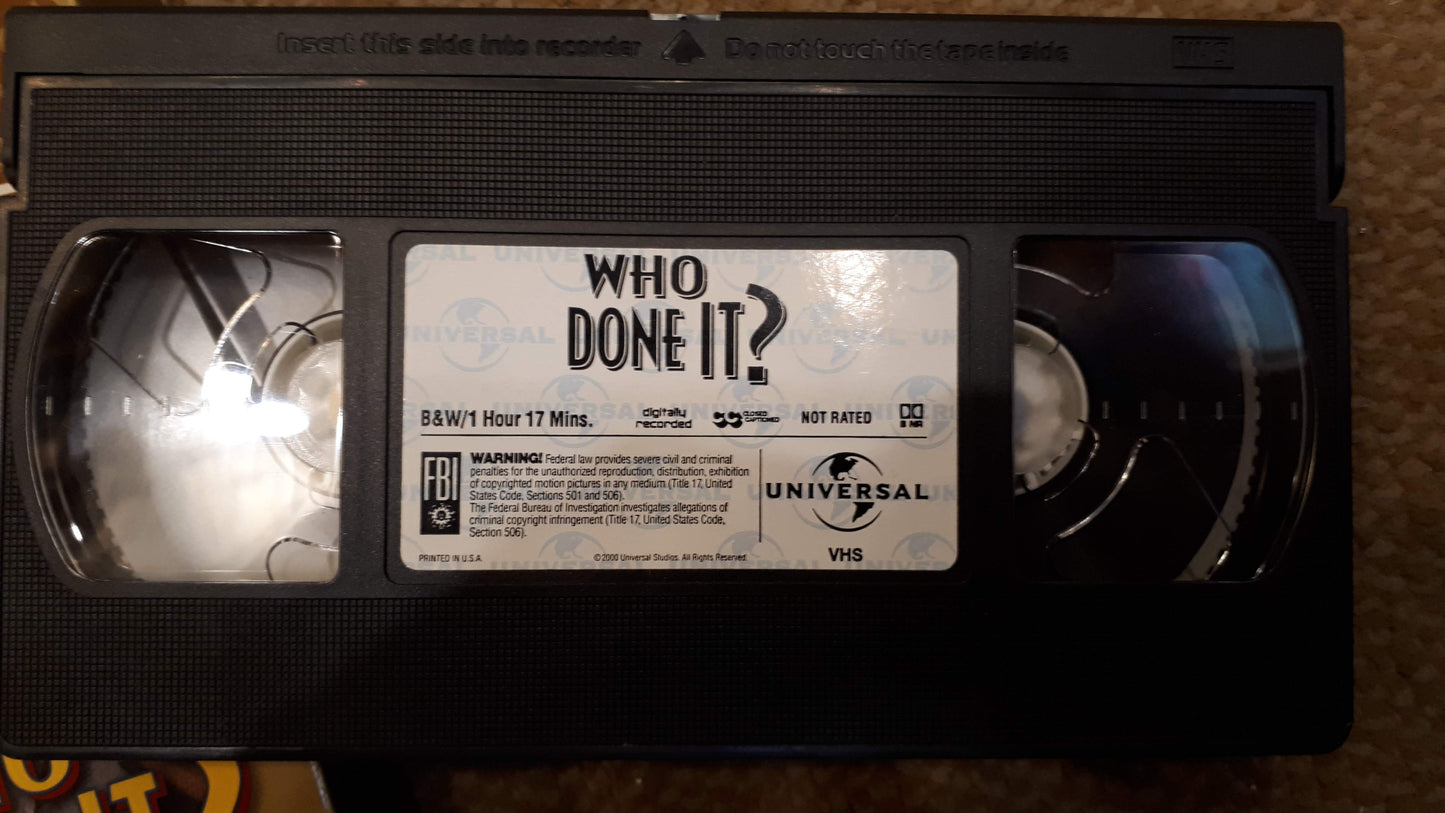 Insert this side into recorder Do not touch the tape inside VHS
WHO
DONE IT?
B&W/1 Hour 17 Mins. digitally recorded CLOSED CAPTIONED NOT RATED B NR
FBI
WARNING! Federal law provides severe civil and criminal
penalties for the unauthorized reproduction, distribution, exhibition
of copyrighted motion pictures in any medium (Title 17, United
States Code, Sections 501 and 506).
The Federal Bureau of Investigation investigates allegations of
criminal copyright infringement (Title 17, United States Code,
Section 506).
UNIVERSAL
VHS
PRINTED IN U.S.A. ©2000 Universal Studios. All Rights Reserved.
IT